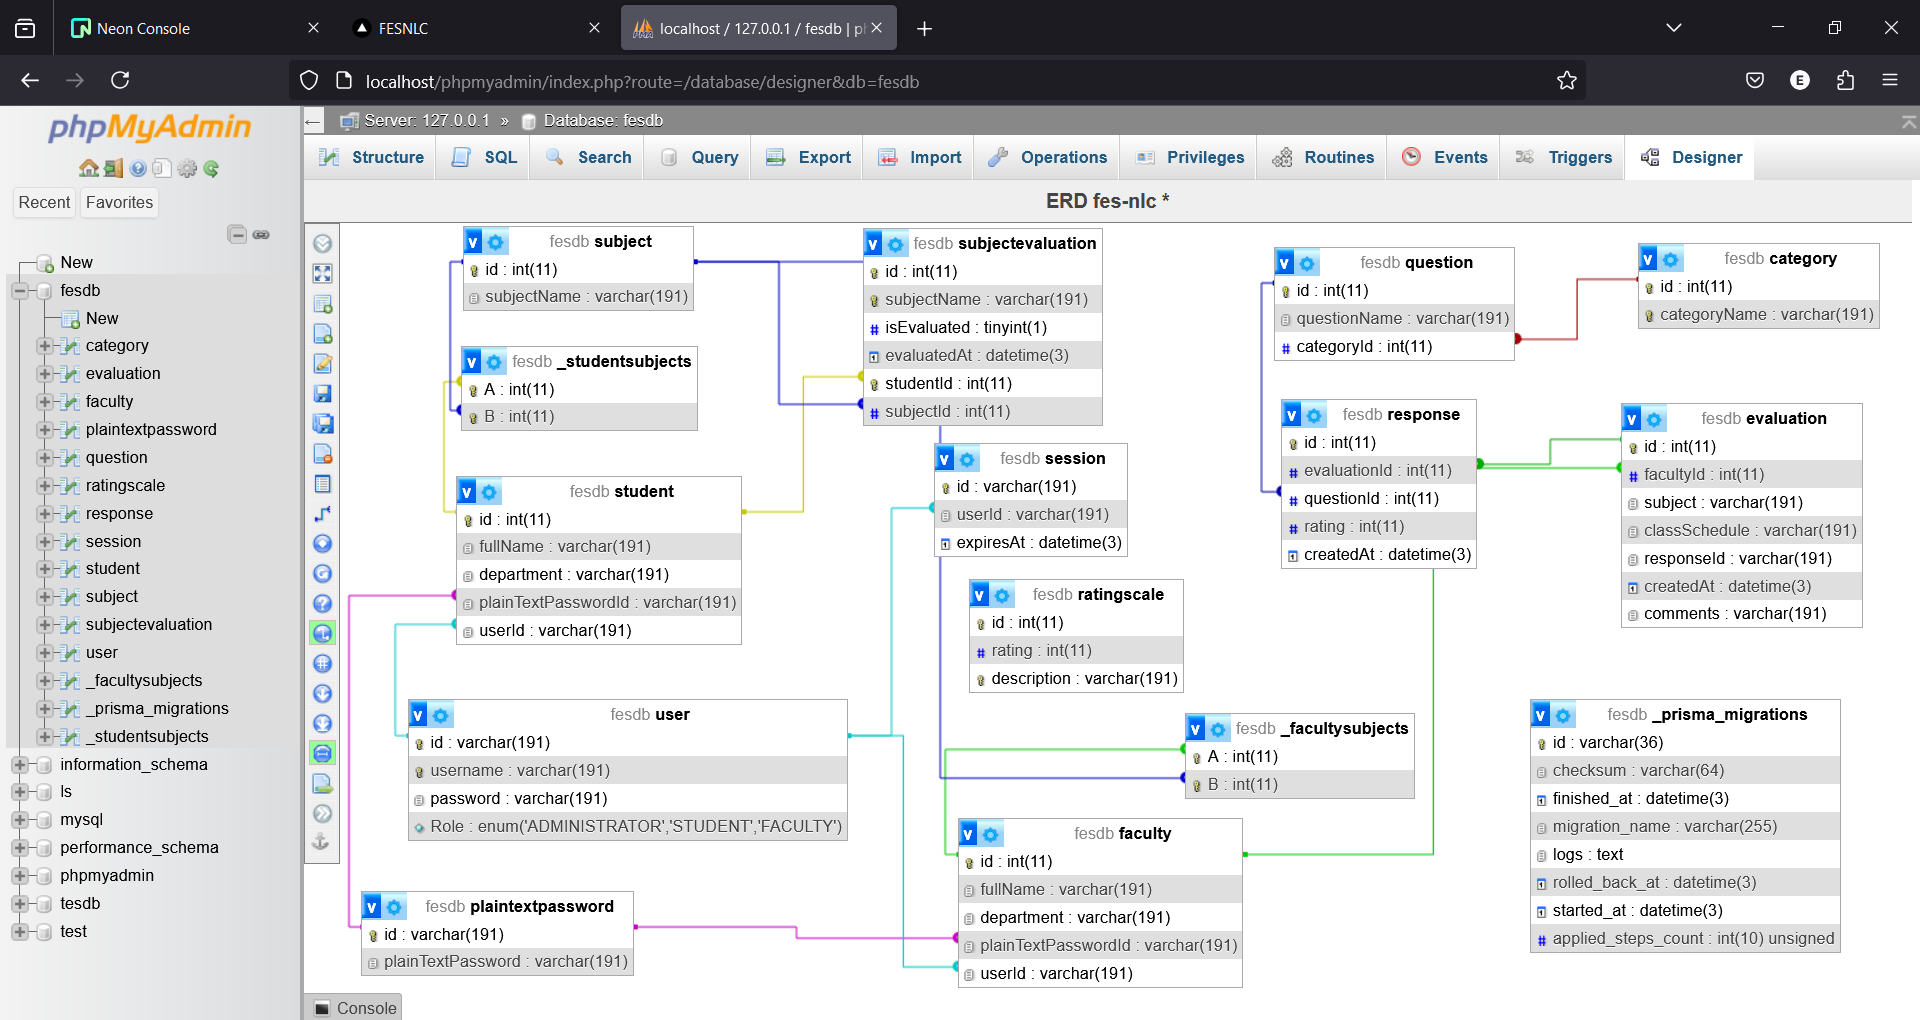 Neon Console
FESNLC
localhost / 127.0.0.1 / fesdb | pl
localhost/phpmyadmin/index.php?route=/database/designer&db=fesdb
E
phpMyAdmin
Recent
Favorites
New
fesdb
New
category
evaluation
faculty
plaintextpassword
question
ratingscale
response
session
student
subject
subjectevaluation
user
_facultysubjects
_prisma_migrations
_studentsubjects
information_schema
ls
mysql
performance_schema
phpmyadmin
tesdb
test
Server: 127.0.0.1 » Database: fesdb
Structure
SQL
Search
Query
Export
Import
Operations
Privileges
Routines
Events
Triggers
Designer
ERD fes-nlc *
v fesdb subject
id : int(11)
subjectName : varchar(191)
v fesdb _studentsubjects
A : int(11)
B : int(11)
v fesdb student
id : int(11)
fullName : varchar(191)
department : varchar(191)
plainTextPasswordId : varchar(191)
userId : varchar(191)
v fesdb user
id : varchar(191)
username : varchar(191)
password : varchar(191)
Role : enum('ADMINISTRATOR','STUDENT','FACULTY')
v fesdb plaintextpassword
id : varchar(191)
plainTextPassword : varchar(191)
v fesdb subjectevaluation
id : int(11)
subjectName : varchar(191)
# isEvaluated : tinyint(1)
evaluatedAt : datetime(3)
studentId : int(11)
# subjectId : int(11)
v fesdb session
id : varchar(191)
userId : varchar(191)
expiresAt : datetime(3)
v fesdb ratingscale
id : int(11)
# rating : int(11)
description : varchar(191)
v fesdb _facultysubjects
A : int(11)
B : int(11)
v fesdb faculty
id : int(11)
fullName : varchar(191)
department : varchar(191)
plainTextPasswordId : varchar(191)
userId : varchar(191)
v fesdb question
id : int(11)
questionName : varchar(191)
# categoryId : int(11)
v fesdb response
id : int(11)
# evaluationId : int(11)
# questionId : int(11)
# rating : int(11)
createdAt : datetime(3)
v fesdb category
id : int(11)
categoryName : varchar(191)
v fesdb evaluation
id : int(11)
# facultyId : int(11)
subject : varchar(191)
classSchedule : varchar(191)
responseId : varchar(191)
createdAt : datetime(3)
comments : varchar(191)
v fesdb _prisma_migrations
id : varchar(36)
checksum : varchar(64)
finished_at : datetime(3)
migration_name : varchar(255)
logs : text
rolled_back_at : datetime(3)
started_at : datetime(3)
# applied_steps_count : int(10) unsigned
Console